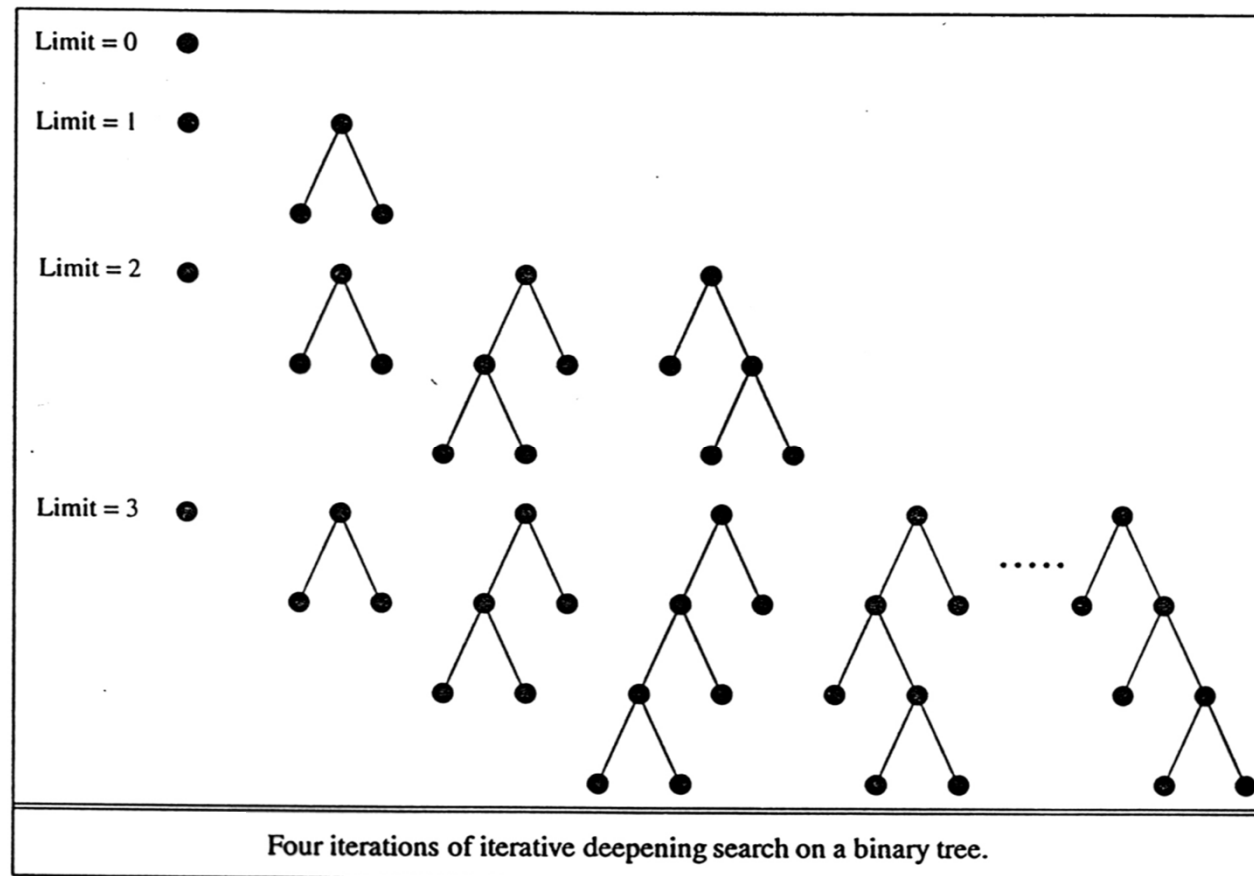 Limit = 0
Limit = 1
Limit = 2
Limit = 3
.....
Four iterations of iterative deepening search on a binary tree.